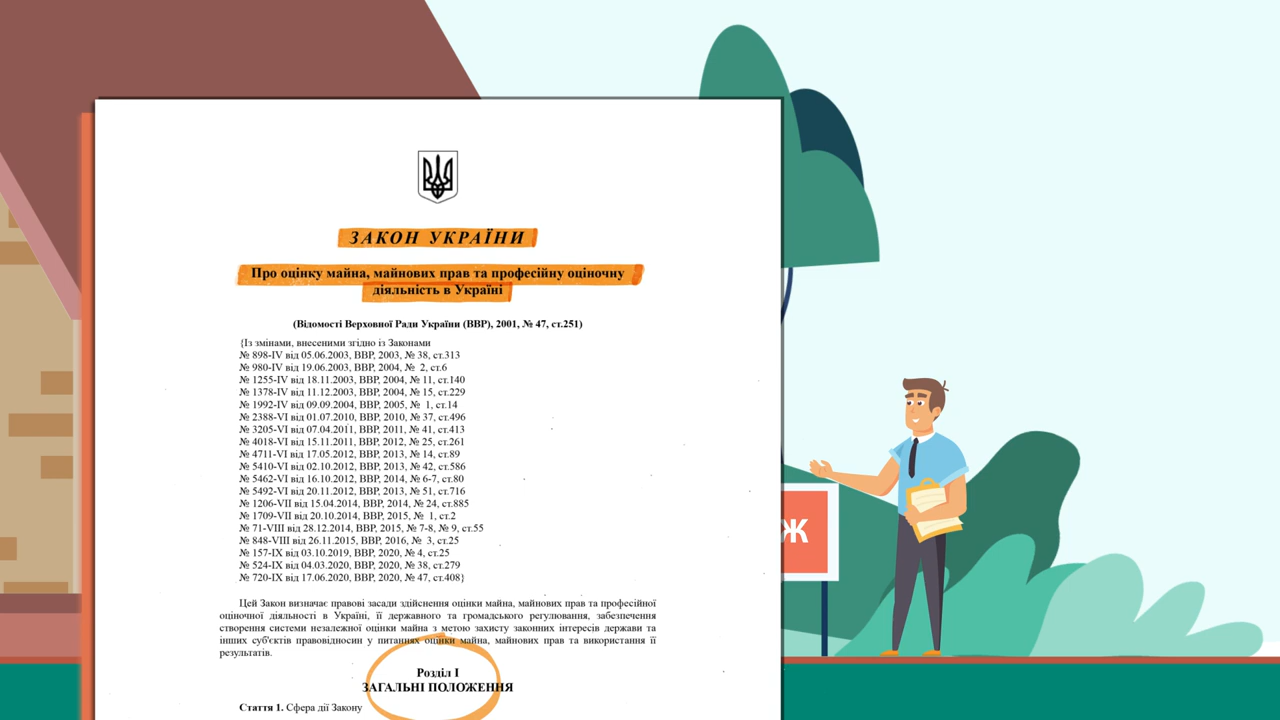 ЗАКОН УКРАЇНИ
Про оцінку майна, майнових прав та професійну оціночну
діяльність в Україні
(Відомості Верховної Ради України (ВВР), 2001, № 47, ст.251)
{Із змінами, внесеними згідно із Законами
№ 898-IV від 05.06.2003, ВВР, 2003, № 38, ст.313
№ 980-IV від 19.06.2003, ВВР, 2004, № 2, ст.6
№ 1255-IV від 18.11.2003, ВВР, 2004, № 11, ст.140
№ 1378-IV від 11.12.2003, ВВР, 2004, № 15, ст.229
№ 1992-IV від 09.09.2004, ВВР, 2005, № 1, ст.14
№ 2388-VI від 01.07.2010, ВВР, 2010, № 37, ст.496
№ 3205-VI від 07.04.2011, ВВР, 2011, № 41, ст.413
№ 4018-VI від 15.11.2011, ВВР, 2012, № 25, ст.261
№ 4711-VI від 17.05.2012, ВВР, 2013, № 14, ст.89
№ 5410-VI від 02.10.2012, ВВР, 2013, № 42, ст.586
№ 5462-VI від 16.10.2012, ВВР, 2014, № 6-7, ст.80
№ 5492-VI від 20.11.2012, ВВР, 2013, № 51, ст.716
№ 1206-VII від 15.04.2014, ВВР, 2014, № 24, ст.885
№ 1709-VII від 20.10.2014, ВВР, 2015, № 1, ст.2
№ 71-VIII від 28.12.2014, ВВР, 2015, № 7-8, № 9, ст.55
№ 848-VIII від 26.11.2015, ВВР, 2016, № 3, ст.25
№ 157-IX від 03.10.2019, ВВР, 2020, № 4, ст.25
№ 524-IX від 04.03.2020, ВВР, 2020, № 38, ст.279
№ 720-IX від 17.06.2020, ВВР, 2020, № 47, ст.408}
Цей Закон визначає правові засади здійснення оцінки майна, майнових прав та професійної
оціночної діяльності в Україні, її державного та громадського регулювання, забезпечення
створення системи незалежної оцінки майна з метою захисту законних інтересів держави та
інших суб'єктів правовідносин у питаннях оцінки майна, майнових прав та використання її
результатів.
Розділ I
ЗАГАЛЬНІ ПОЛОЖЕННЯ
Стаття 1. Сфера дії Закону
Ж